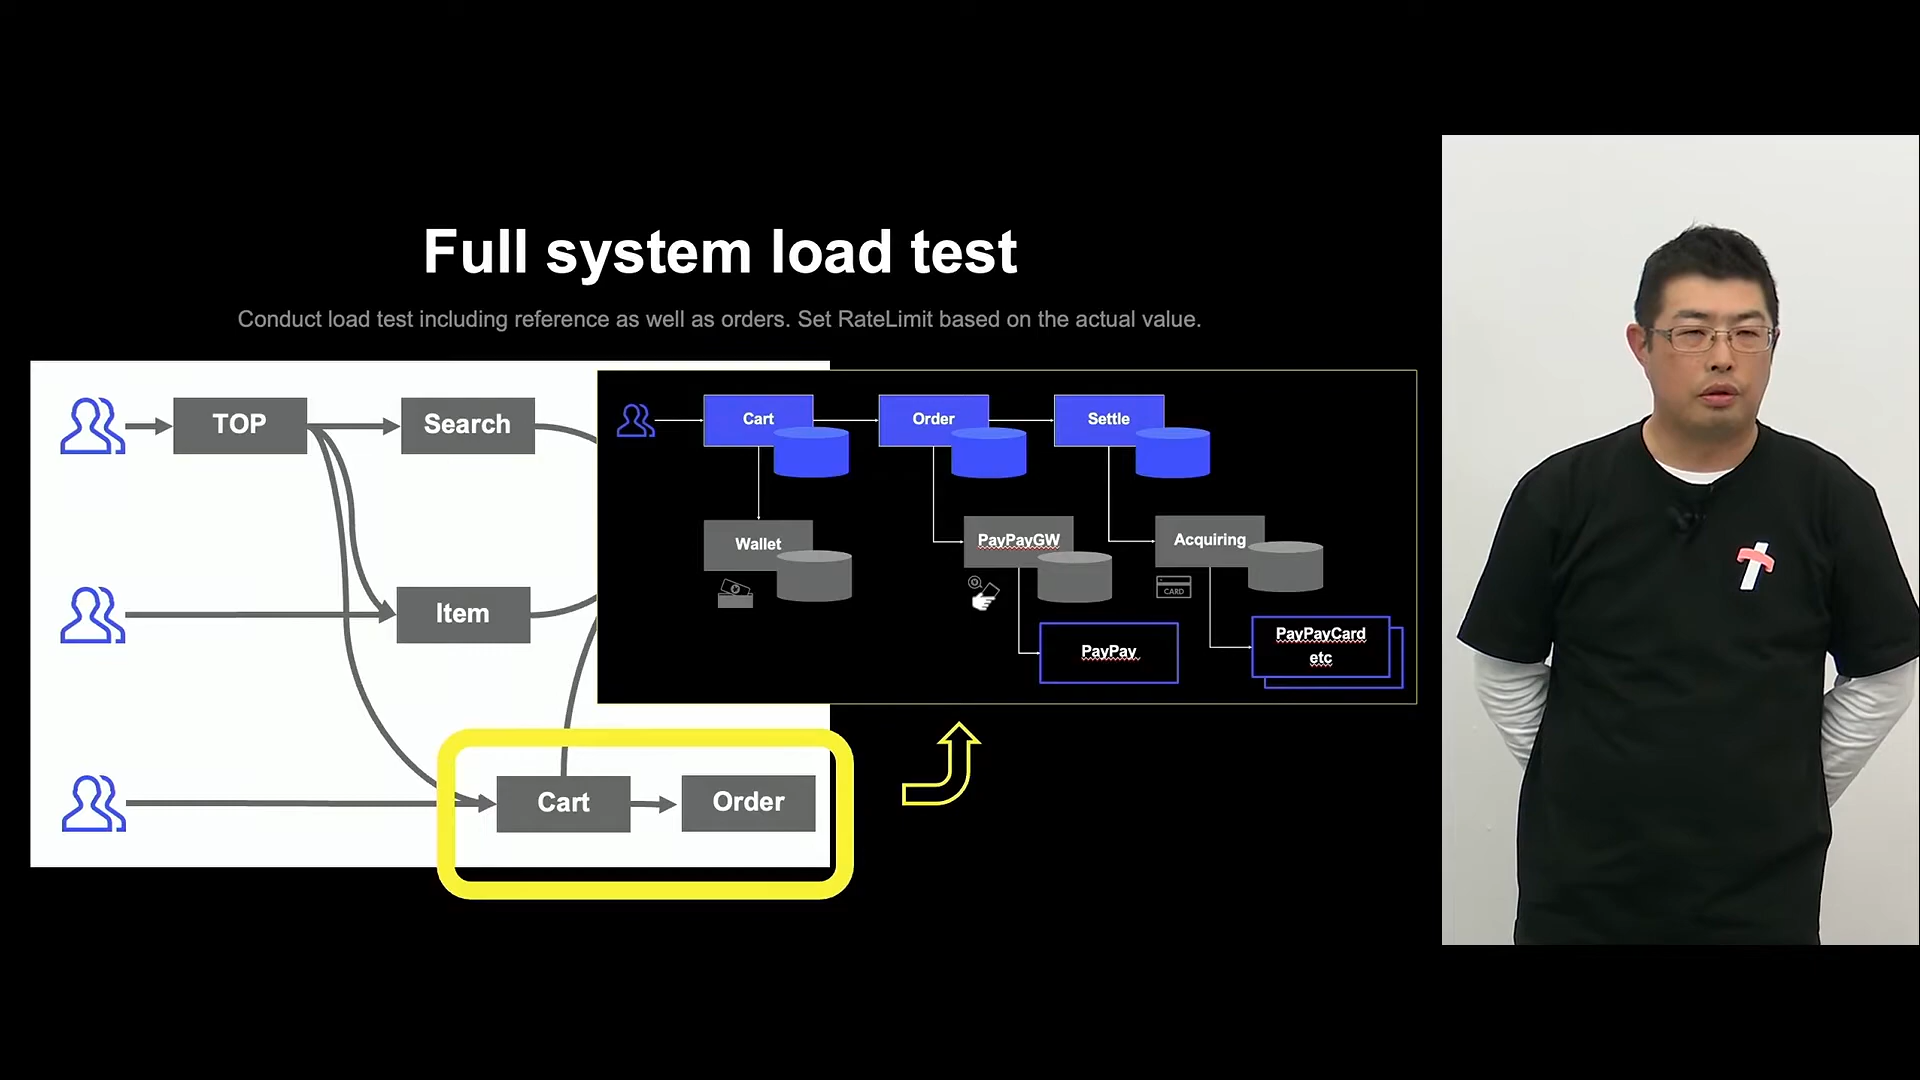 Full system load test
Conduct load test including reference as well as orders. Set RateLimit based on the actual value.
TOP
Search
Item
Cart
Order
Cart
Order
Settle
Wallet
PayPayGW
Acquiring
CARD
PayPay
PayPayCard
etc